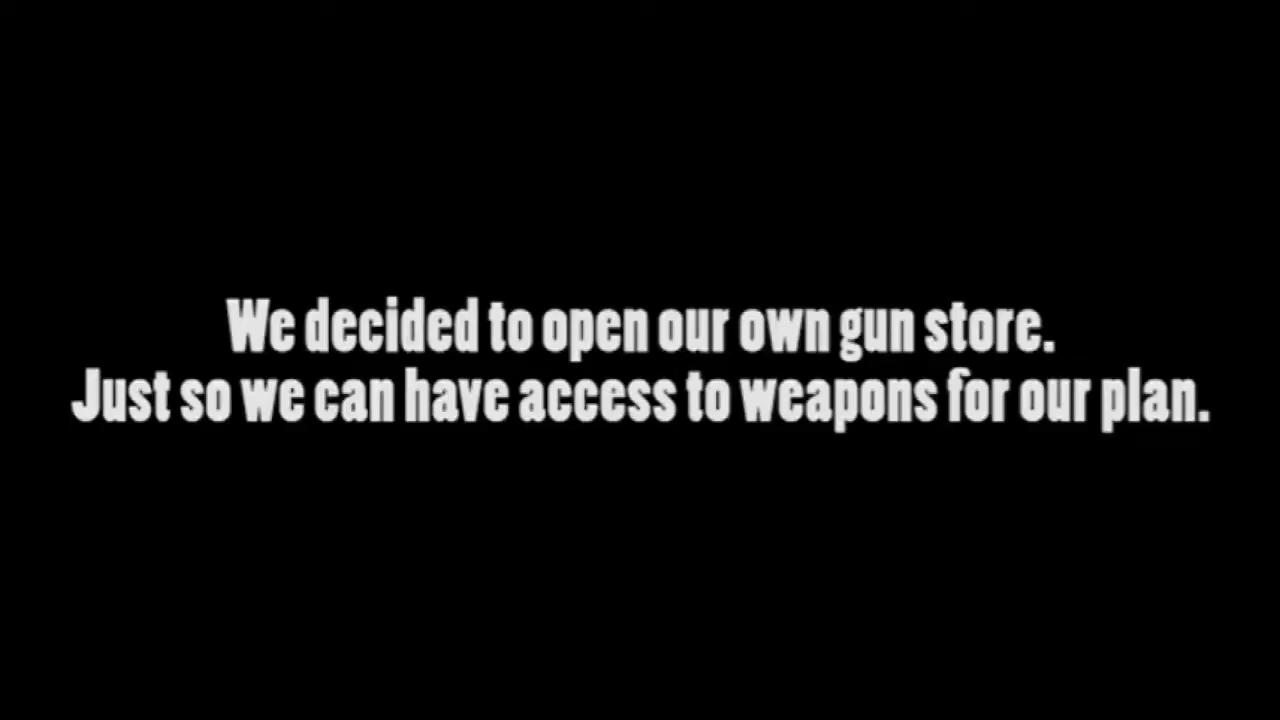 We decided to open our own gun store.
Just so we can have access to weapons for our plan.